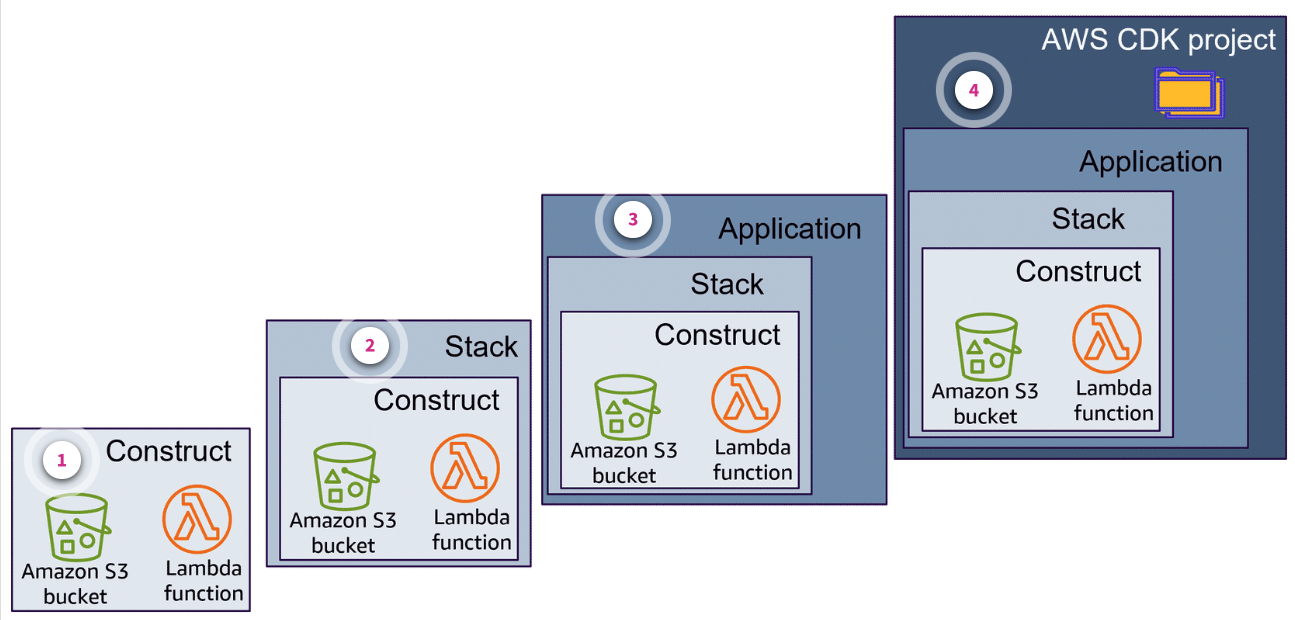 1
Construct
Amazon S3
bucket
Lambda
function
2
Stack
Construct
Amazon S3
bucket
Lambda
function
3
Application
Stack
Construct
Amazon S3
bucket
Lambda
function
4
AWS CDK project
Application
Stack
Construct
Amazon S3
bucket
Lambda
function